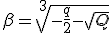 β = ∛(-q/2 - √Q)